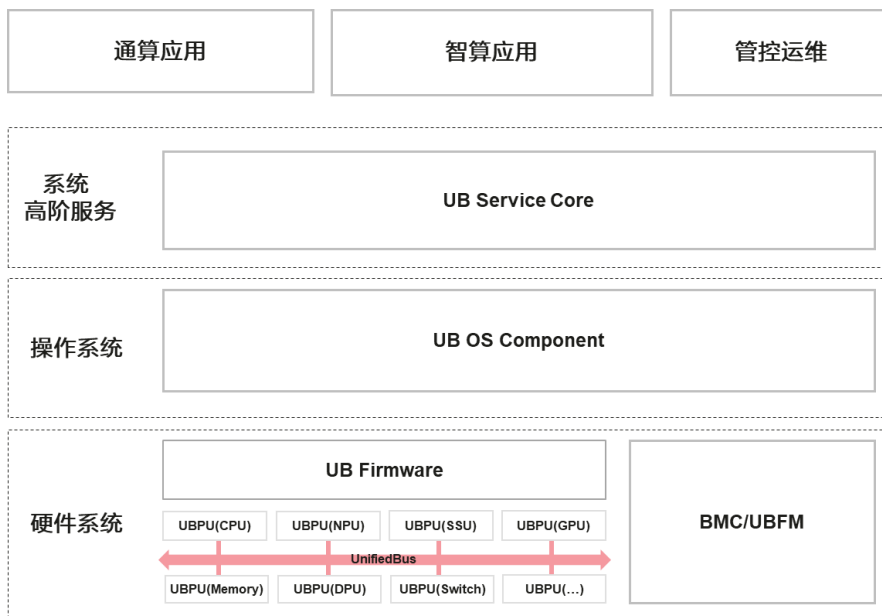 通算应用
智算应用
管控运维
系统
高阶服务
UB Service Core
操作系统
UB OS Component
硬件系统
UB Firmware
UBPU(CPU)
UBPU(NPU)
UBPU(SSU)
UBPU(GPU)
UnifiedBus
UBPU(Memory)
UBPU(DPU)
UBPU(Switch)
UBPU(...)
BMC/UBFM